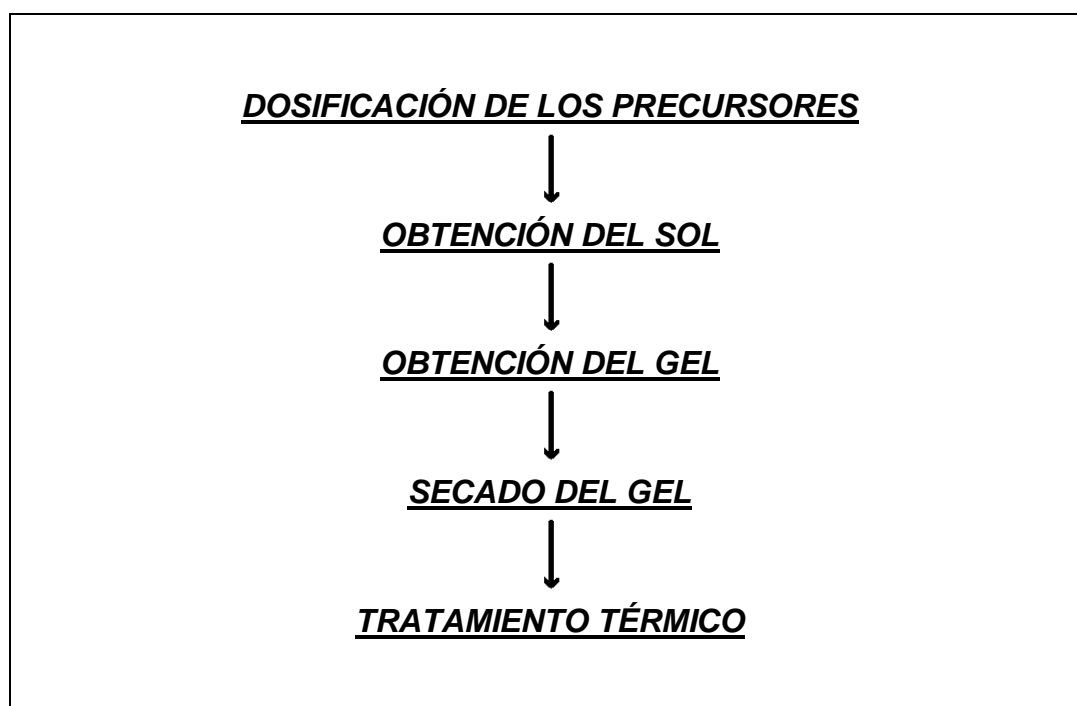 DOSIFICACIÓN DE LOS PRECURSORES
OBTENCIÓN DEL SOL
OBTENCIÓN DEL GEL
SECADO DEL GEL
TRATAMIENTO TÉRMICO